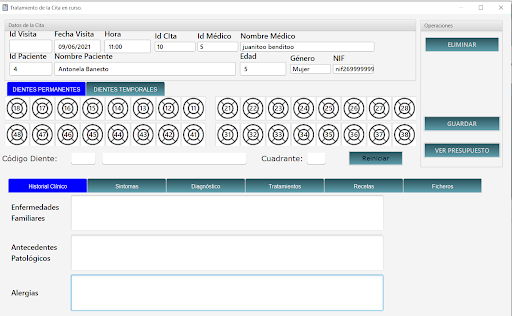 Tratamiento de la Cita en curso.
Datos de la Cita
Operaciones
Id Visita Fecha Visita Hora Id CIta Id Médico Nombre Médico
09/06/2021 11:00 10 5 juanitoo benditoo
ELIMINAR
Id Paciente Nombre Paciente Edad Género NIF
4 Antonela Banesto 5 Mujer nif269999999
DIENTES PERMANENTES DIENTES TEMPORALES
18 17 16 15 14 13 12 11 21 22 23 24 25 26 27 28
GUARDAR
48 47 46 45 44 43 42 41 31 32 33 34 35 36 37 38
VER PRESUPUESTO
Código Diente: Cuadrante: Reiniciar
Historial Clínico Sintomas Diagnóstico Tratamientos Recetas Ficheros
Enfermedades
Familiares
Antecedentes
Patológicos
Alergias